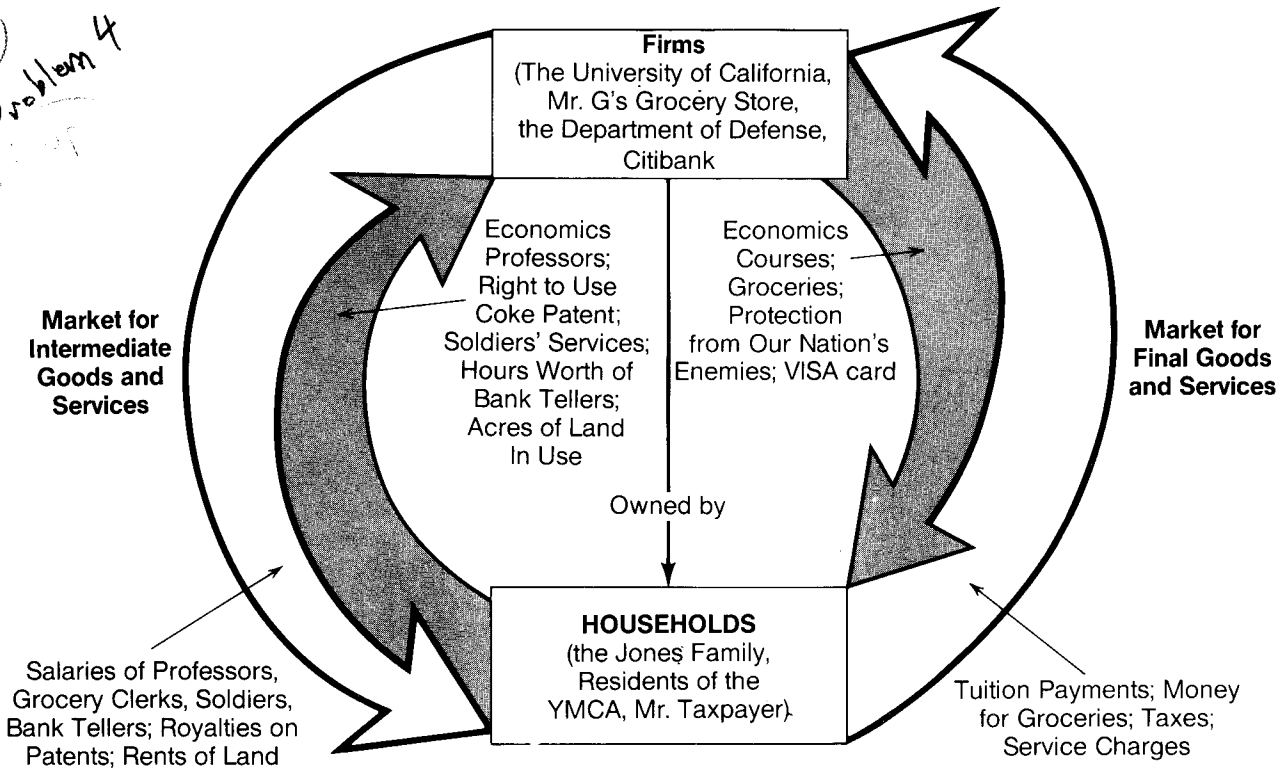 Problem 4
Firms
(The University of California,
Mr. G's Grocery Store,
the Department of Defense,
Citibank
Economics
Professors;
Right to Use
Coke Patent;
Soldiers' Services;
Hours Worth of
Bank Tellers;
Acres of Land
In Use
Economics
Courses;
Groceries;
Protection
from Our Nation's
Enemies; VISA card
Market for
Intermediate
Goods and
Services
Market for
Final Goods
and Services
Owned by
HOUSEHOLDS
(the Jones Family,
Residents of the
YMCA, Mr. Taxpayer)
Salaries of Professors,
Grocery Clerks, Soldiers,
Bank Tellers; Royalties on
Patents; Rents of Land
Tuition Payments; Money
for Groceries; Taxes;
Service Charges